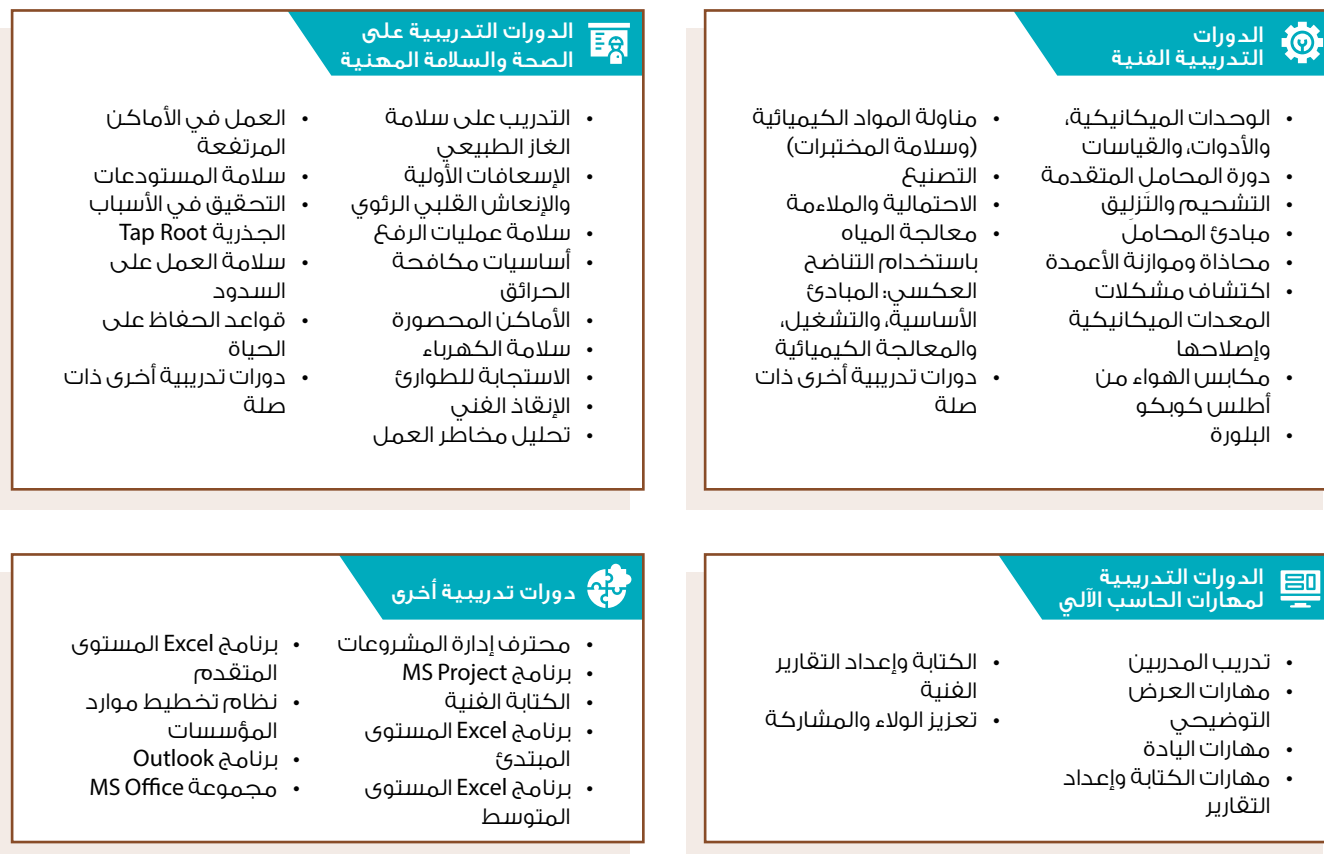 الدورات
التدريبية الفنية
الوحدات الميكانيكية،
والأدوات، والقياسات
دورة المحامل المتقدمة
التشحيم والتَزليق
مبادئ المحامل
محاذاة وموازنة الأعمدة
اكتشاف مشكلات
المعدات الميكانيكية
وإصلاحها
مكابس الهواء من
أطلس كوبكو
البلورة
مناولة المواد الكيميائية
(وسلامة المختبرات)
التصنيع
الاحتمالية والملاءمة
معالجة المياه
باستخدام التناضح
العكسي: المبادئ
الأساسية، والتشغيل،
والمعالجة الكيميائية
دورات تدريبية أخرى ذات
صلة
الدورات التدريبية على
الصحة والسلامة المهنية
التدريب على سلامة
الغاز الطبيعي
الإسعافات الأولية
والإنعاش القلبي الرئوي
سلامة عمليات الرفع
أساسيات مكافحة
الحرائق
الأماكن المحصورة
سلامة الكهرباء
الاستجابة للطوارئ
الإنقاذ الفني
تحليل مخاطر العمل
العمل في الأماكن
المرتفعة
سلامة المستودعات
التحقيق في الأسباب
الجذرية Tap Root
سلامة العمل على
السدود
قواعد الحفاظ على
الحياة
دورات تدريبية أخرى ذات
صلة
الدورات التدريبية
لمهارات الحاسب الآلي
تدريب المدربين
مهارات العرض
التوضيحي
مهارات اليادة
مهارات الكتابة وإعداد
التقارير
الكتابة وإعداد التقارير
الفنية
تعزيز الولاء والمشاركة
دورات تدريبية أخرى
محترف إدارة المشروعات
برنامج MS Project
الكتابة الفنية
برنامج Excel المستوى
المبتدئ
برنامج Excel المستوى
المتوسط
برنامج Excel المستوى
المتقدم
نظام تخطيط موارد
المؤسسات
برنامج Outlook
مجموعة MS Office